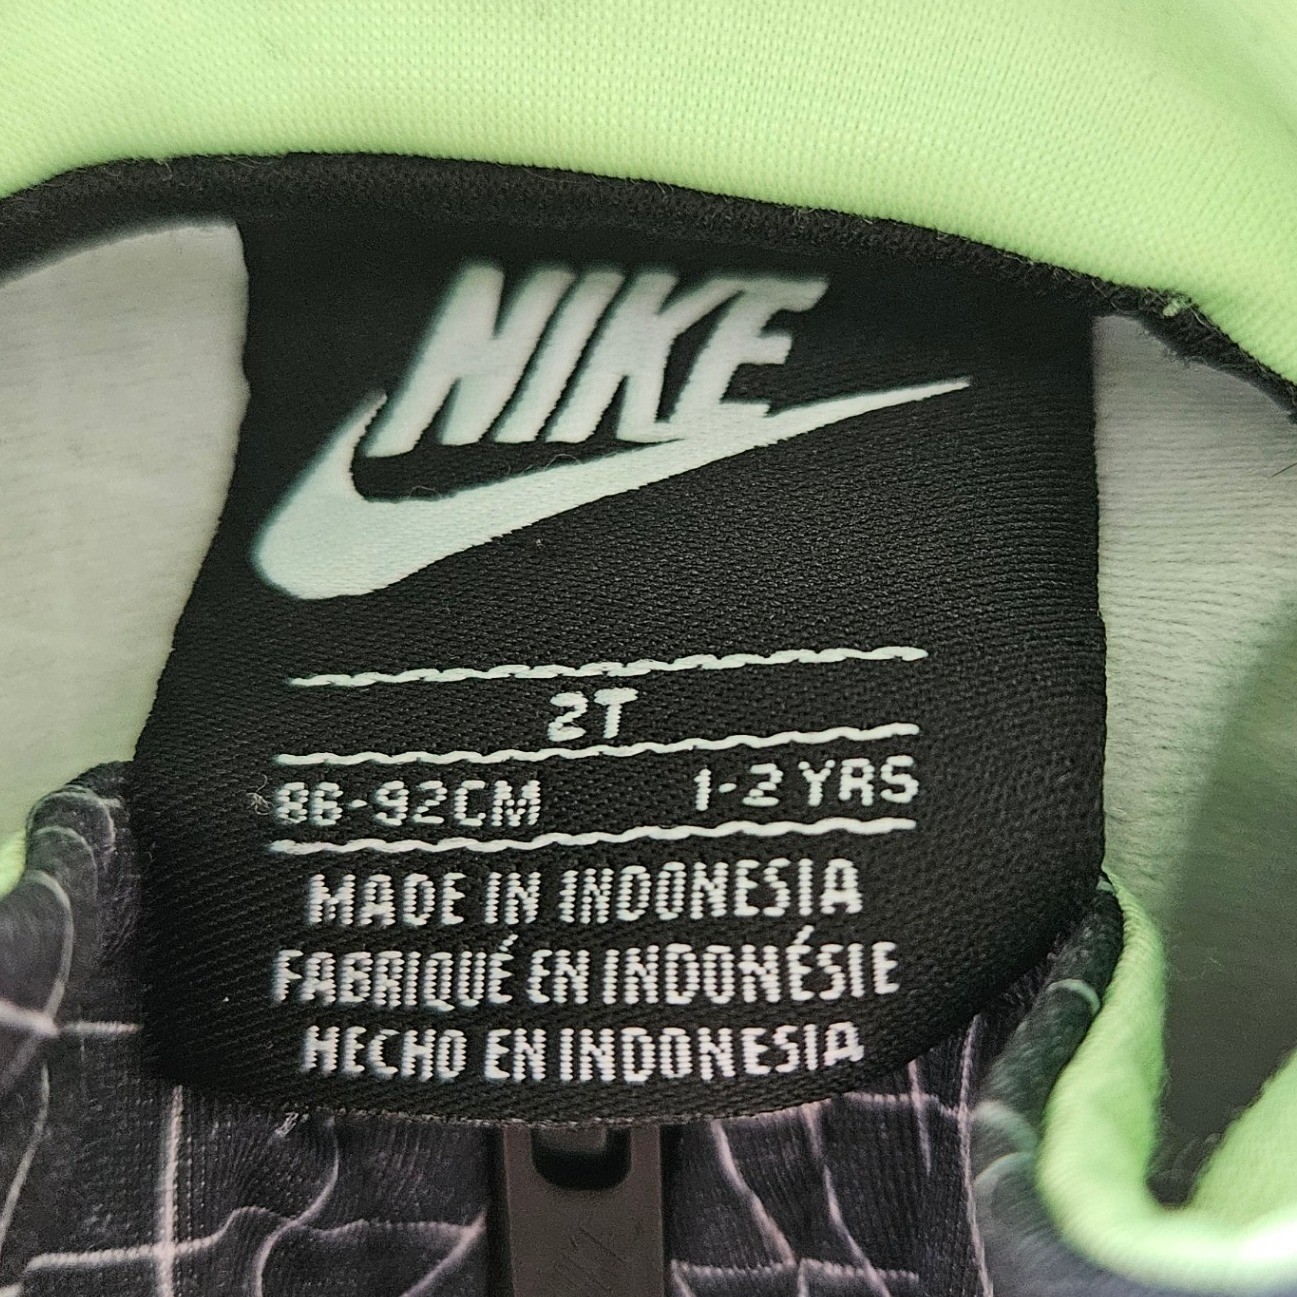 NIKE
2T
86-92CM 1-2 YRS
MADE IN INDONESIA
FABRIQUÉ EN INDONÉSIE
HECHO EN INDONESIA